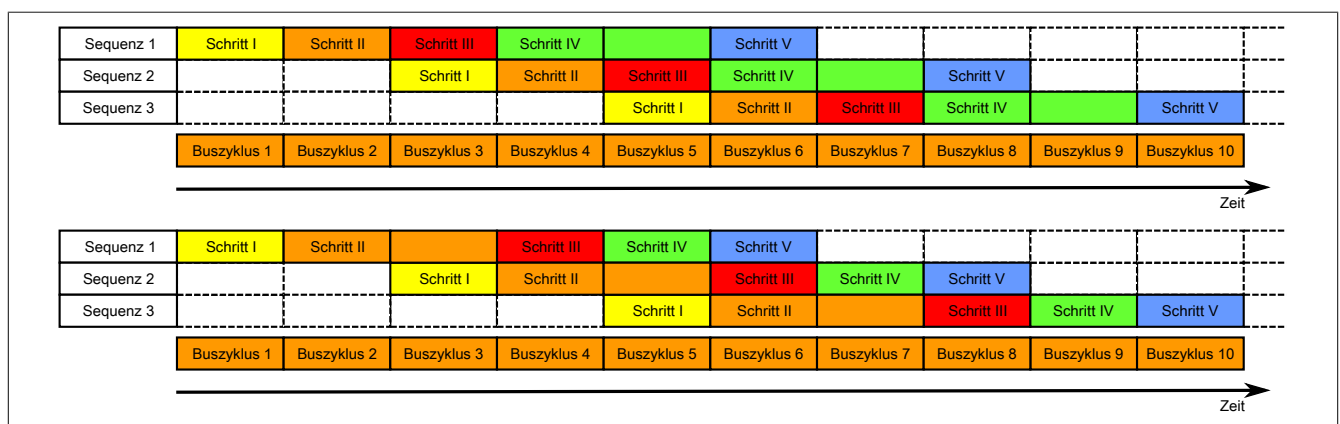 Sequenz 1 Schritt I Schritt II Schritt III Schritt IV Schritt V
Sequenz 2 Schritt I Schritt II Schritt III Schritt IV Schritt V
Sequenz 3 Schritt I Schritt II Schritt III Schritt IV Schritt V
Buszyklus 1 Buszyklus 2 Buszyklus 3 Buszyklus 4 Buszyklus 5 Buszyklus 6 Buszyklus 7 Buszyklus 8 Buszyklus 9 Buszyklus 10
Zeit
Sequenz 1 Schritt I Schritt II Schritt III Schritt IV Schritt V
Sequenz 2 Schritt I Schritt II Schritt III Schritt IV Schritt V
Sequenz 3 Schritt I Schritt II Schritt III Schritt IV Schritt V
Buszyklus 1 Buszyklus 2 Buszyklus 3 Buszyklus 4 Buszyklus 5 Buszyklus 6 Buszyklus 7 Buszyklus 8 Buszyklus 9 Buszyklus 10
Zeit